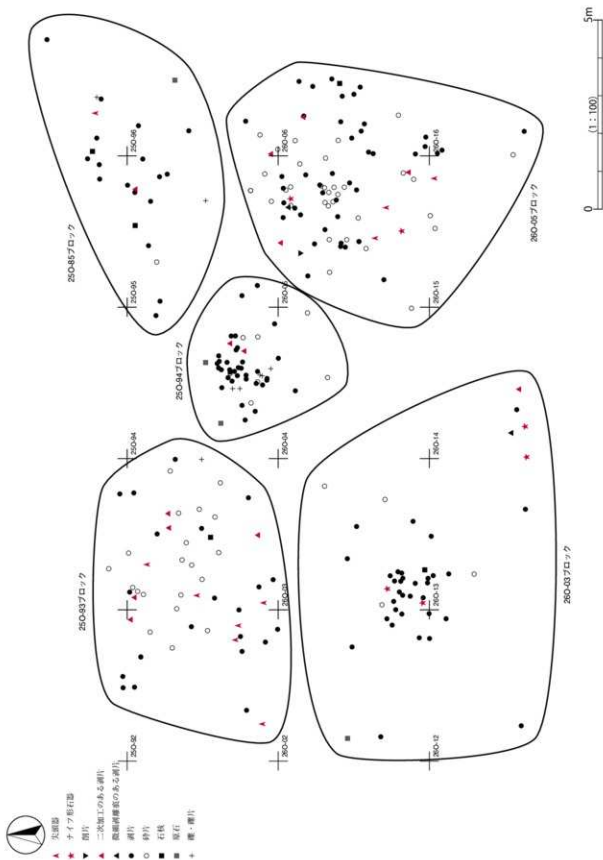 尖頭器
ナイフ形石器
削片
二次加工のある剥片
微細剥離痕のある剥片
剥片
砕片
石核
原石
礫・礫片
25O-93ブロック
25O-92
25O-94
26O-02
26O-03
26O-04
25O-94ブロック
25O-85ブロック
25O-95
25O-96
26O-05
26O-06
26O-03ブロック
26O-12
26O-13
26O-14
26O-05ブロック
26O-15
26O-16
0
(1:100)
5m